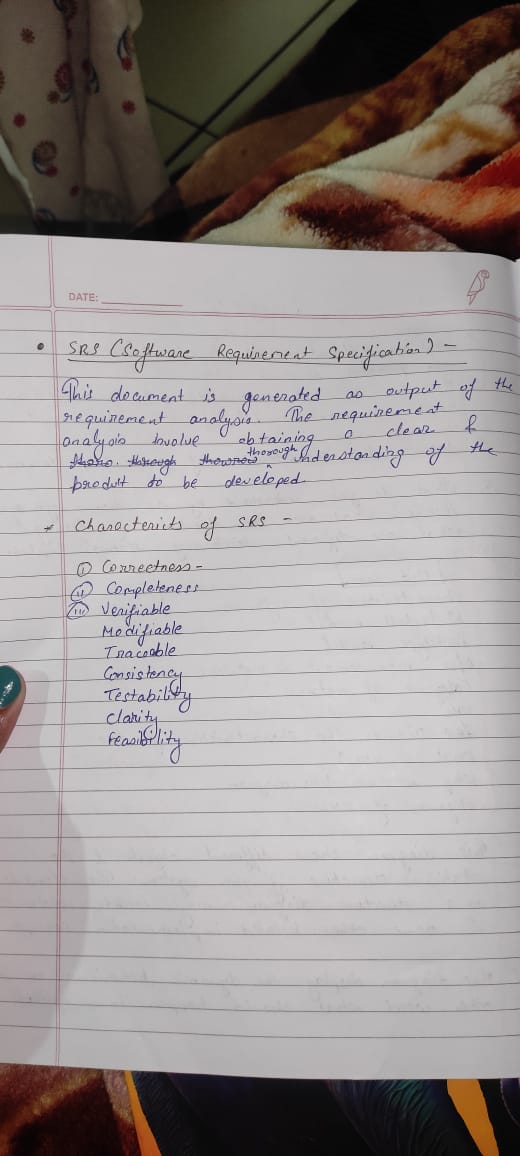 DATE:
• SRS (Software Requirement Specification) -
This document is generated as output of the
requirement analysis. The requirement
analysis involve obtaining a clear &
thorough understanding of the
product to be developed
* Charactericts of SRS -
(i) Correctness -
(ii) Completeness
(iii) Verifiable
Modifiable
Traceable
Consistency
Testability
Clarity
Feasibility